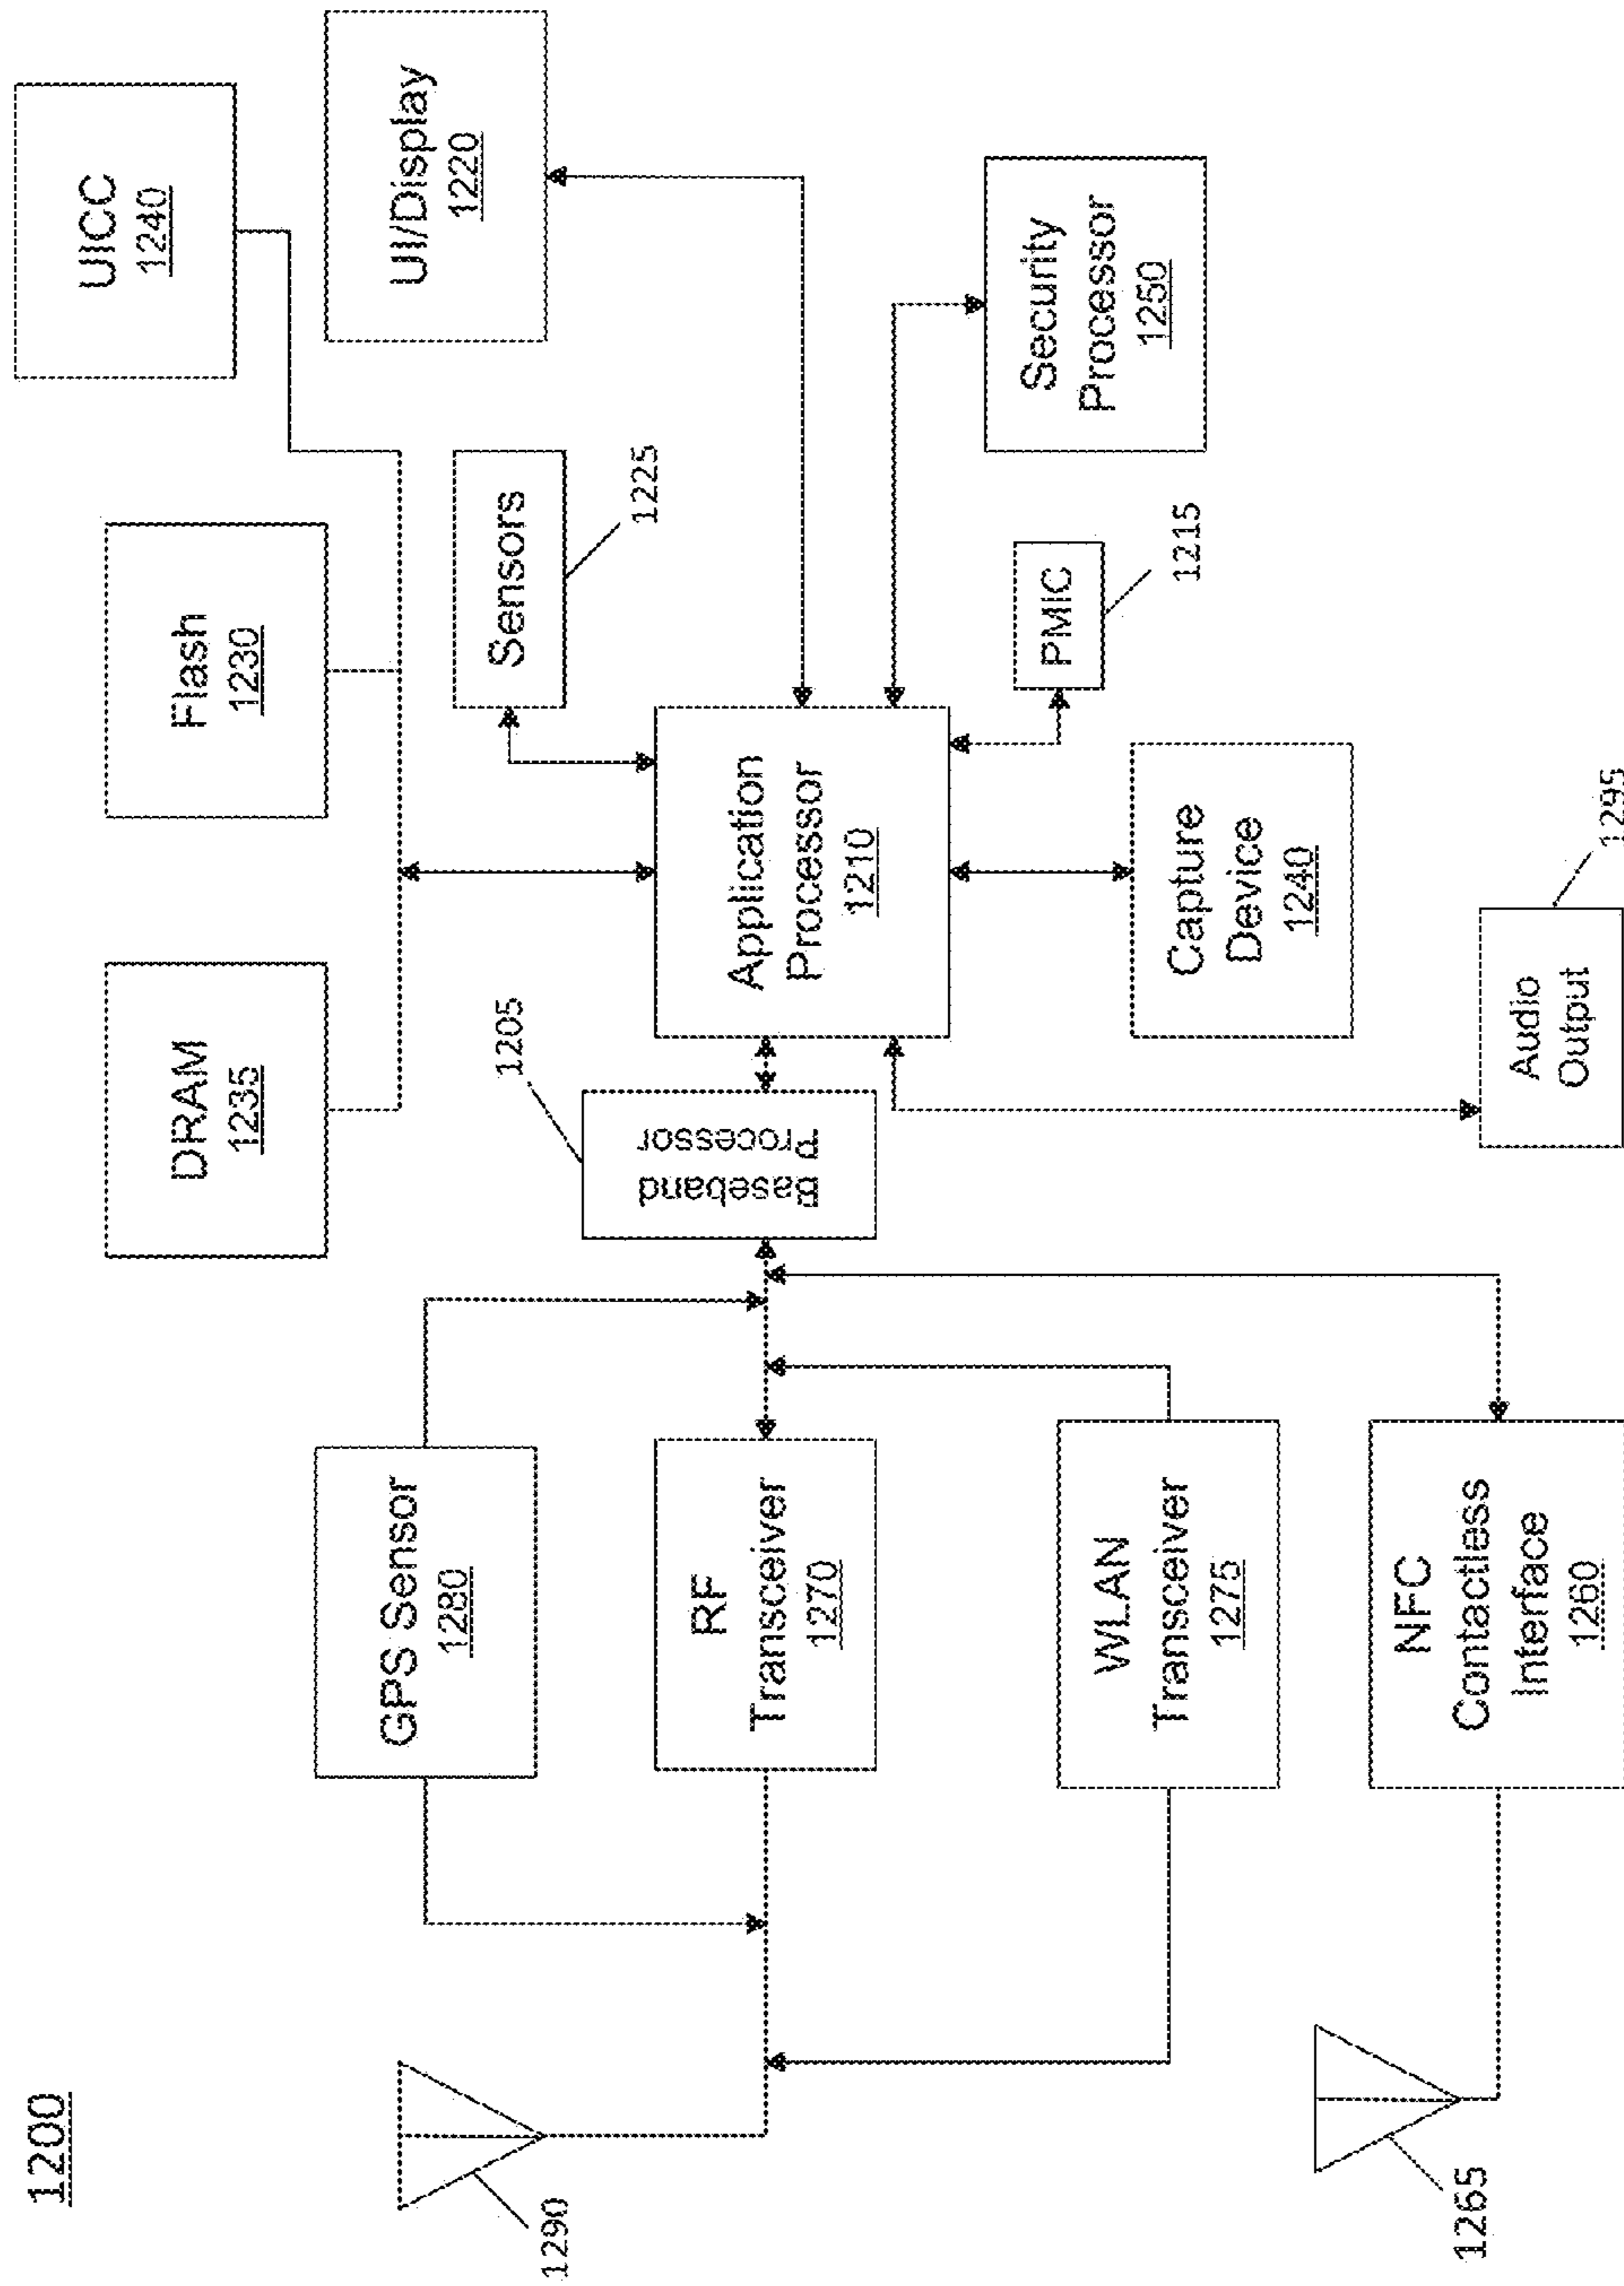 1200
UICC
1240
Flash
1230
DRAM
1235
UI/Display
1220
Sensors
1225
GPS Sensor
1280
1290
1205
Baseband
Processor
Application
Processor
1210
RF
Transceiver
1270
Security
Processor
1250
PMIC
1215
WLAN
Transceiver
1275
Capture
Device
1240
NFC
Contactless
Interface
1260
1265
Audio
Output
1295